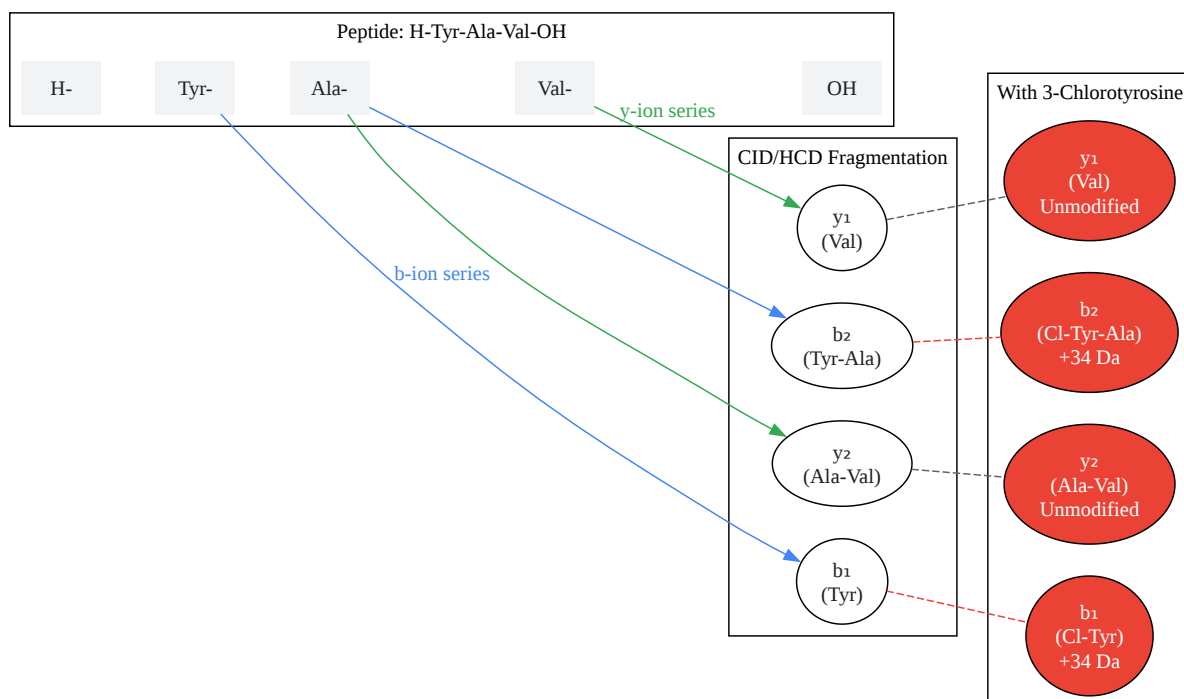 Peptide: H-Tyr-Ala-Val-OH
H-
Tyr-
Ala-
Val-
OH
y-ion series
b-ion series
CID/HCD Fragmentation
y₁
(Val)
b₂
(Tyr-Ala)
y₂
(Ala-Val)
b₁
(Tyr)
With 3-Chlorotyrosine
y₁
(Val)
Unmodified
b₂
(Cl-Tyr-Ala)
+34 Da
y₂
(Ala-Val)
Unmodified
b₁
(Cl-Tyr)
+34 Da